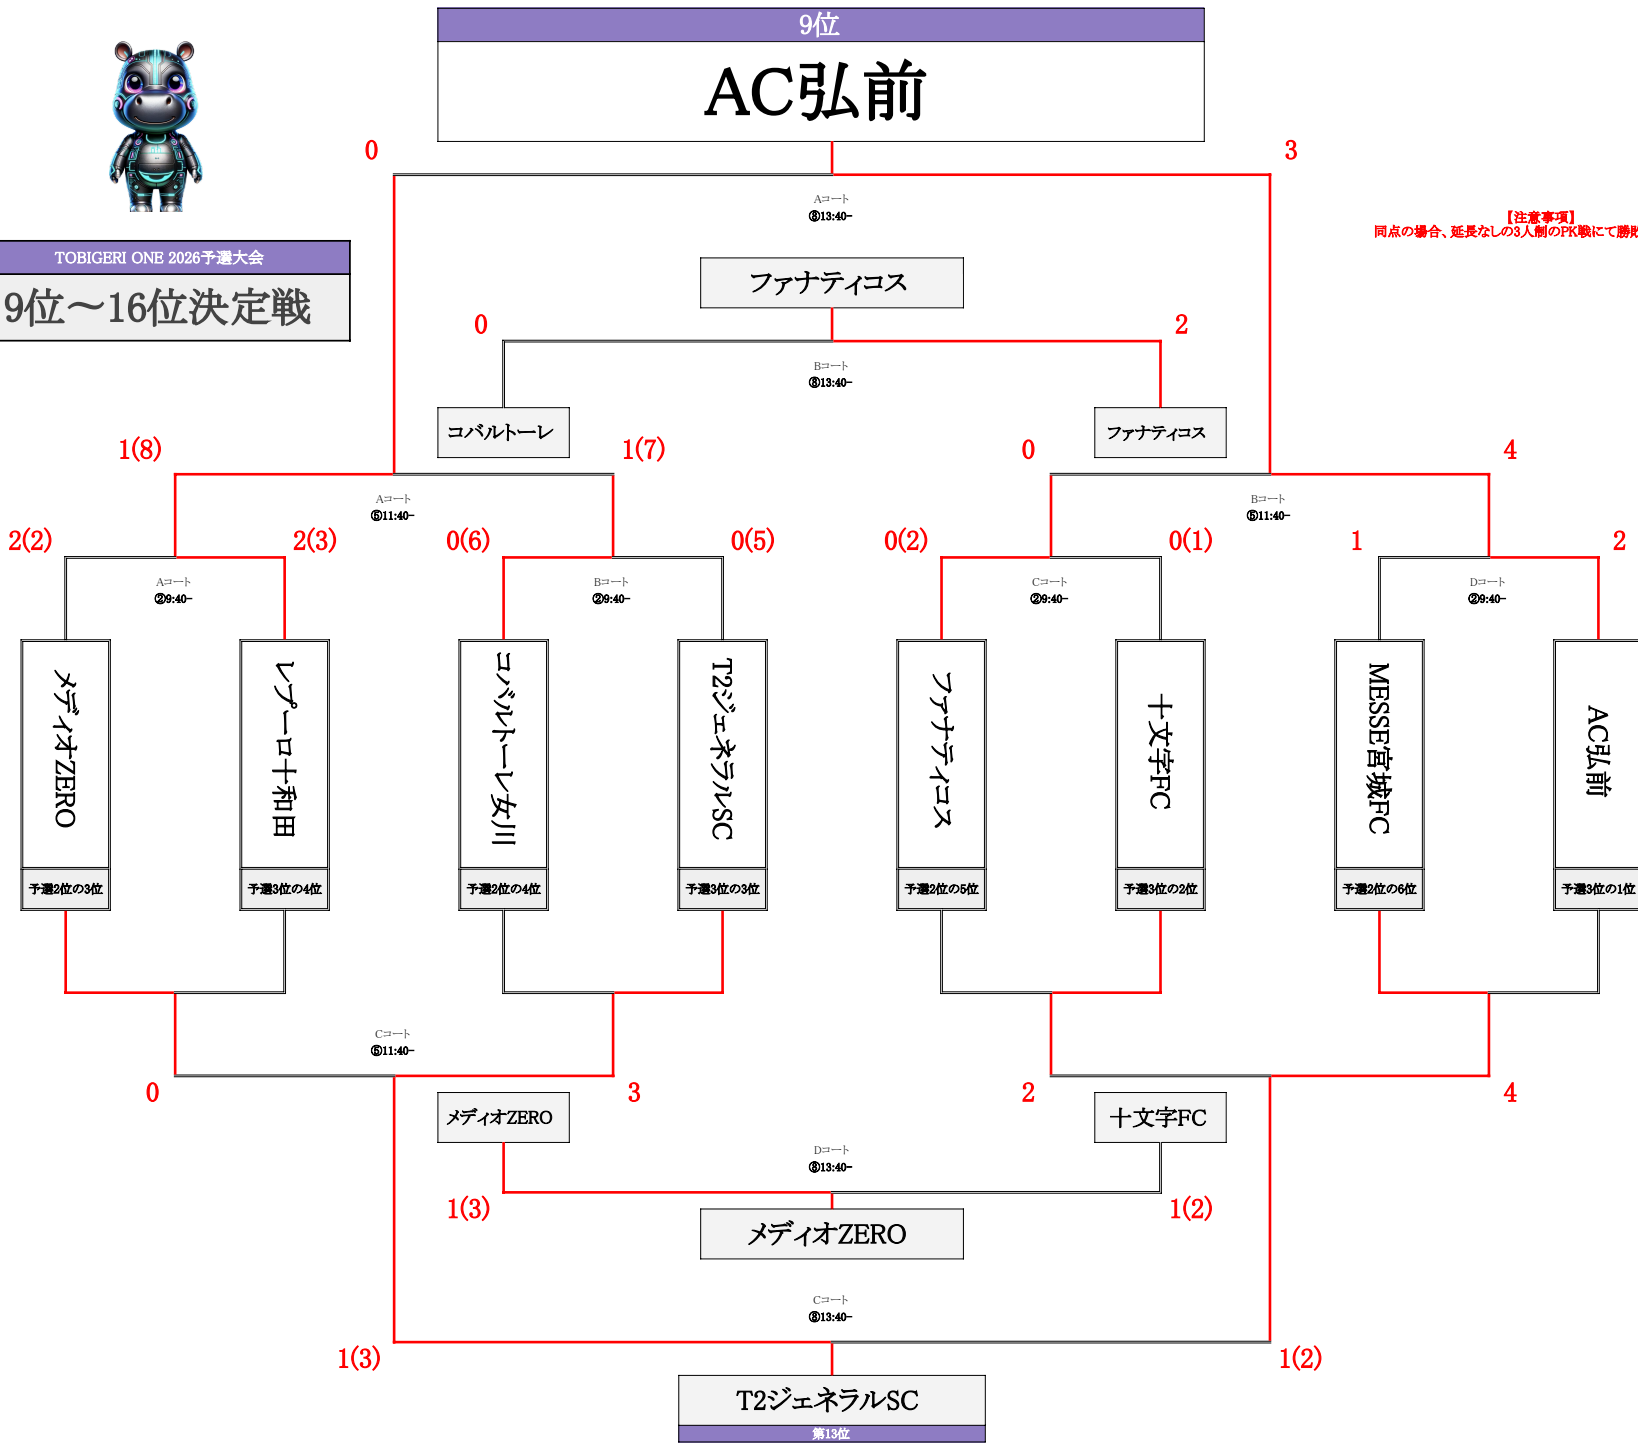 9位
AC弘前
0
3
Aコート
⑧13:40-
【注意事項】
同点の場合、延長なしの3人制のPK戦にて勝敗
TOBIGERI ONE 2026予選大会
9位～16位決定戦
ファナティコス
0
2
Bコート
⑧13:40-
コバルトーレ
ファナティコス
1(8)
1(7)
0
4
Aコート
⑤11:40-
Bコート
⑤11:40-
2(2)
2(3)
0(6)
0(5)
0(2)
0(1)
1
2
Aコート
②9:40-
Bコート
②9:40-
Cコート
②9:40-
Dコート
②9:40-
メディオZERO
レプーロ十和田
コバルトーレ女川
T2ジェネラルSC
ファナティコス
十文字FC
MESSE宮城FC
AC弘前
予選2位の3位
予選3位の4位
予選2位の4位
予選3位の3位
予選2位の5位
予選3位の2位
予選2位の6位
予選3位の1位
Cコート
⑤11:40-
0
3
2
4
メディオZERO
十文字FC
Dコート
⑧13:40-
1(3)
1(2)
メディオZERO
Cコート
⑧13:40-
1(3)
1(2)
T2ジェネラルSC
第13位